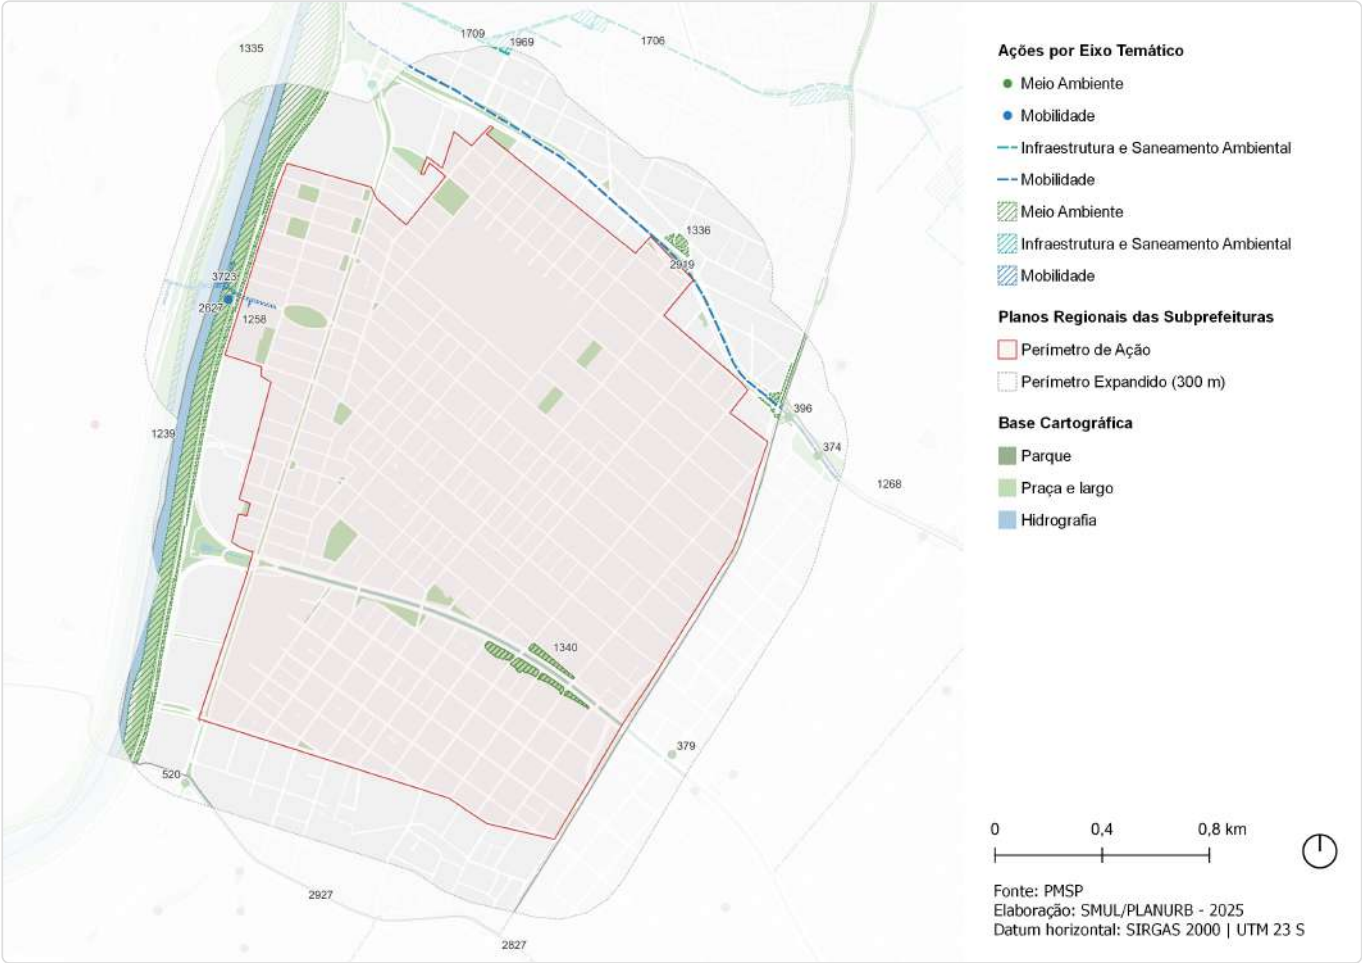 1335
1709
1969
1706
1336
2919
3723
2627
1258
1239
396
374
1268
1340
379
520
2927
2827
Ações por Eixo Temático
Meio Ambiente
Mobilidade
Infraestrutura e Saneamento Ambiental
Mobilidade
Meio Ambiente
Infraestrutura e Saneamento Ambiental
Mobilidade
Planos Regionais das Subprefeituras
Perímetro de Ação
Perímetro Expandido (300 m)
Base Cartográfica
Parque
Praça e largo
Hidrografia
0 0,4 0,8 km
Fonte: PMSP
Elaboração: SMUL/PLANURB - 2025
Datum horizontal: SIRGAS 2000 | UTM 23 S